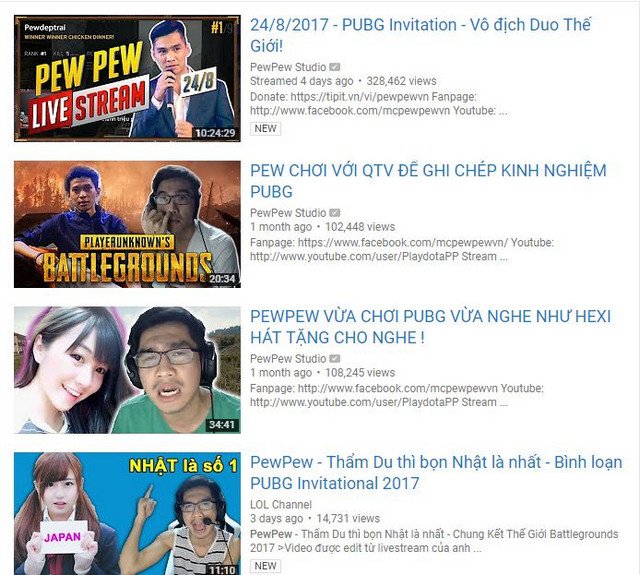 Pewdeptrai
WINNER WINNER CHICKEN DINNER!
#1
RANK #1 KILL
PEW PEW
LIVE STREAM
24/8
10:24:29
24/8/2017 - PUBG Invitation - Vô địch Duo Thế
Giới!
PewPew Studio
Streamed 4 days ago • 328,462 views
Donate: https://tipit.vn/vi/pewpewvn Fanpage:
http://www.facebook.com/mcpewpewvn Youtube: ...
NEW
PLAYERUNKNOWN'S
BATTLEGROUNDS
20:34
PEW CHƠI VỚI QTV ĐỂ GHI CHÉP KINH NGHIỆM
PUBG
PewPew Studio
1 month ago • 102,448 views
Fanpage: https://www.facebook.com/mcpewpewvn/ Youtube:
http://www.youtube.com/user/PlaydotaPP Stream ...
34:41
PEWPEW VỪA CHƠI PUBG VỪA NGHE NHƯ HEXI
HÁT TẶNG CHO NGHE !
PewPew Studio
1 month ago • 108,245 views
Fanpage: http://www.facebook.com/mcpewpewvn Youtube:
http://www.youtube.com/user/PlaydotaPP Stream ...
NHẬT là số 1
JAPAN
11:10
PewPew - Thẩm Du thì bọn Nhật là nhất - Bình loạn
PUBG Invitational 2017
LOL Channel
3 days ago • 14,731 views
PewPew - Thẩm Du thì bọn Nhật là nhất - Chung Kết Thế Giới Battlegrounds
2017 >Video được edit từ livestream của anh ...
NEW